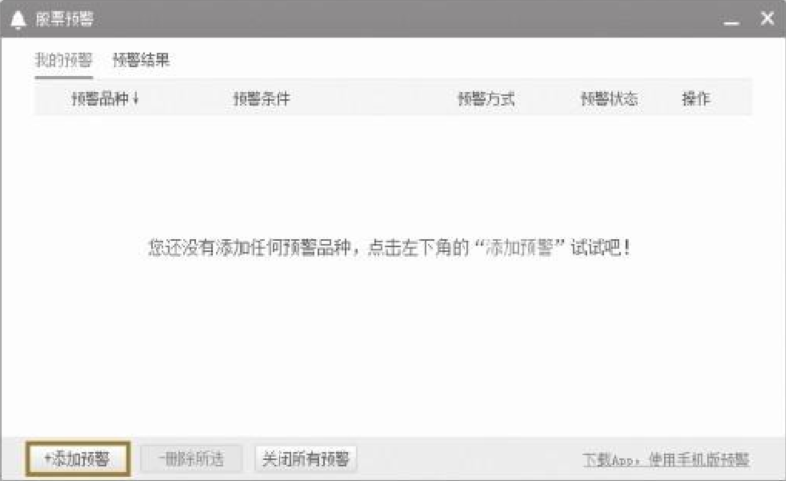 股票预警
我的预警 预警结果
预警品种↓ 预警条件 预警方式 预警状态 操作
您还没有添加任何预警品种，点击左下角的“添加预警”试试吧！
+添加预警 -删除所选 关闭所有预警 下载App，使用手机版预警